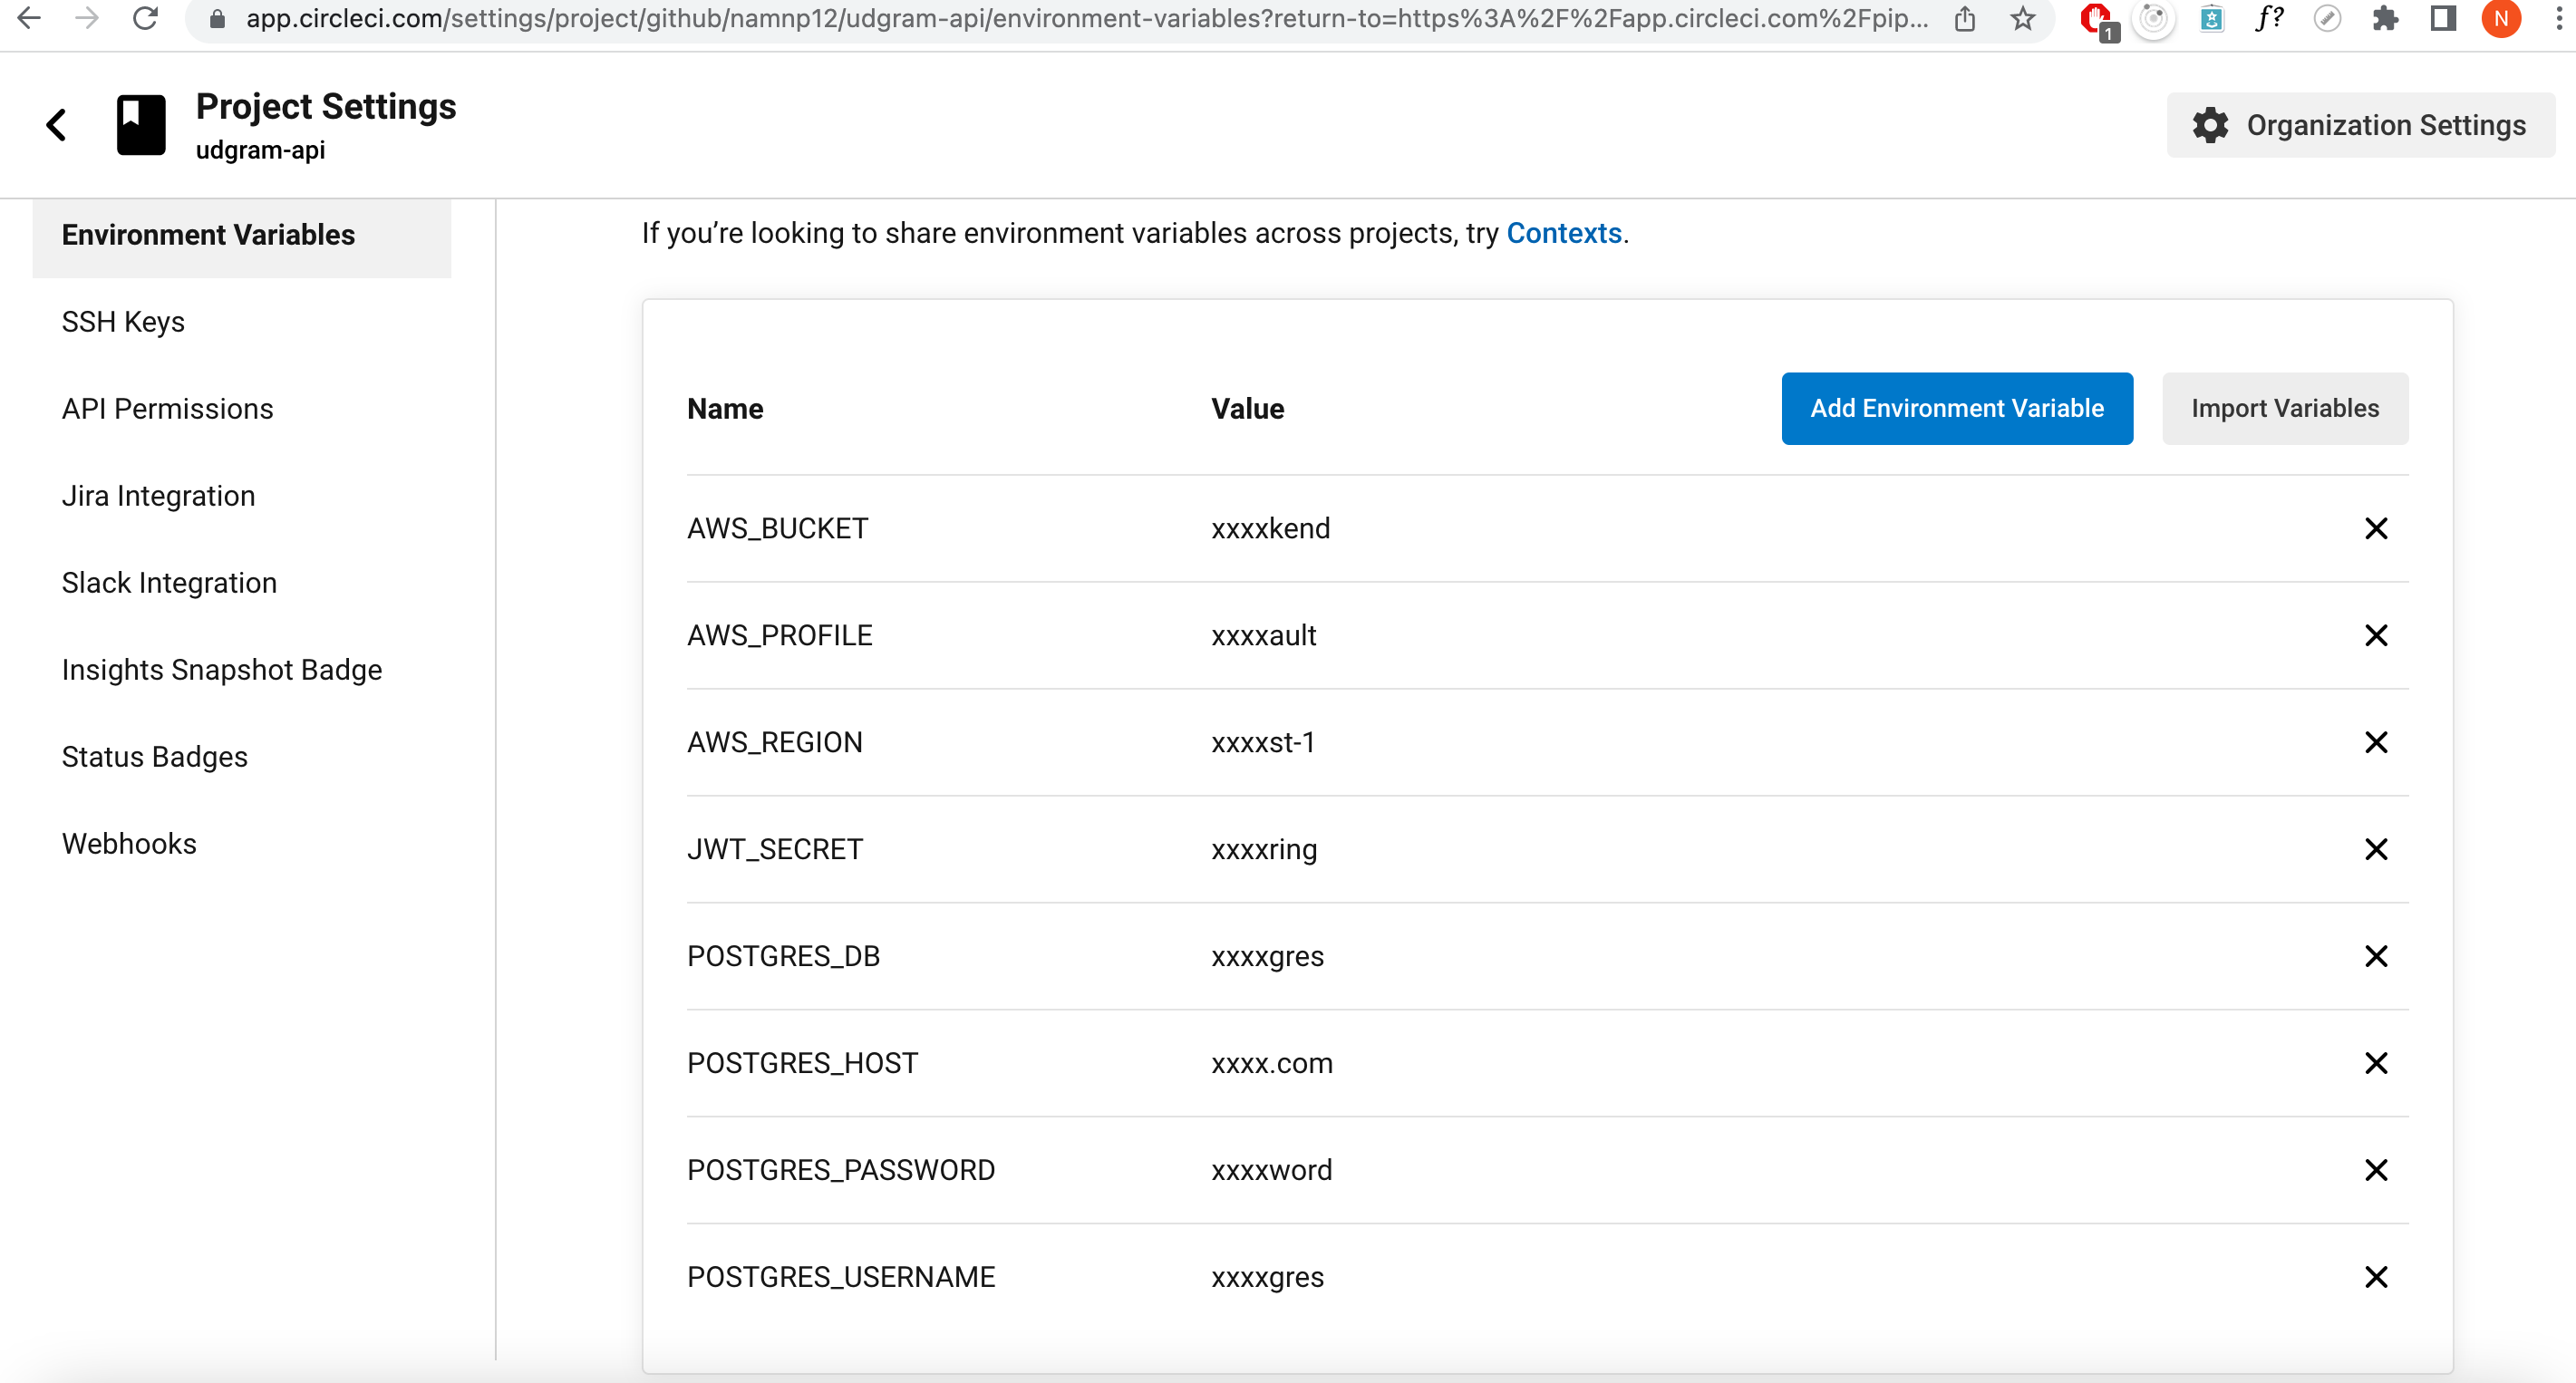 app.circleci.com/settings/project/github/namnp12/udgram-api/environment-variables?return-to=https%3A%2F%2Fapp.circleci.com%2Fpip...
1
f?
N
Project Settings
udgram-api
Organization Settings
Environment Variables
SSH Keys
API Permissions
Jira Integration
Slack Integration
Insights Snapshot Badge
Status Badges
Webhooks
If you’re looking to share environment variables across projects, try Contexts.
Name Value Add Environment Variable Import Variables
AWS_BUCKET xxxxkend
AWS_PROFILE xxxxault
AWS_REGION xxxxst-1
JWT_SECRET xxxxring
POSTGRES_DB xxxxgres
POSTGRES_HOST xxxx.com
POSTGRES_PASSWORD xxxxword
POSTGRES_USERNAME xxxxgres